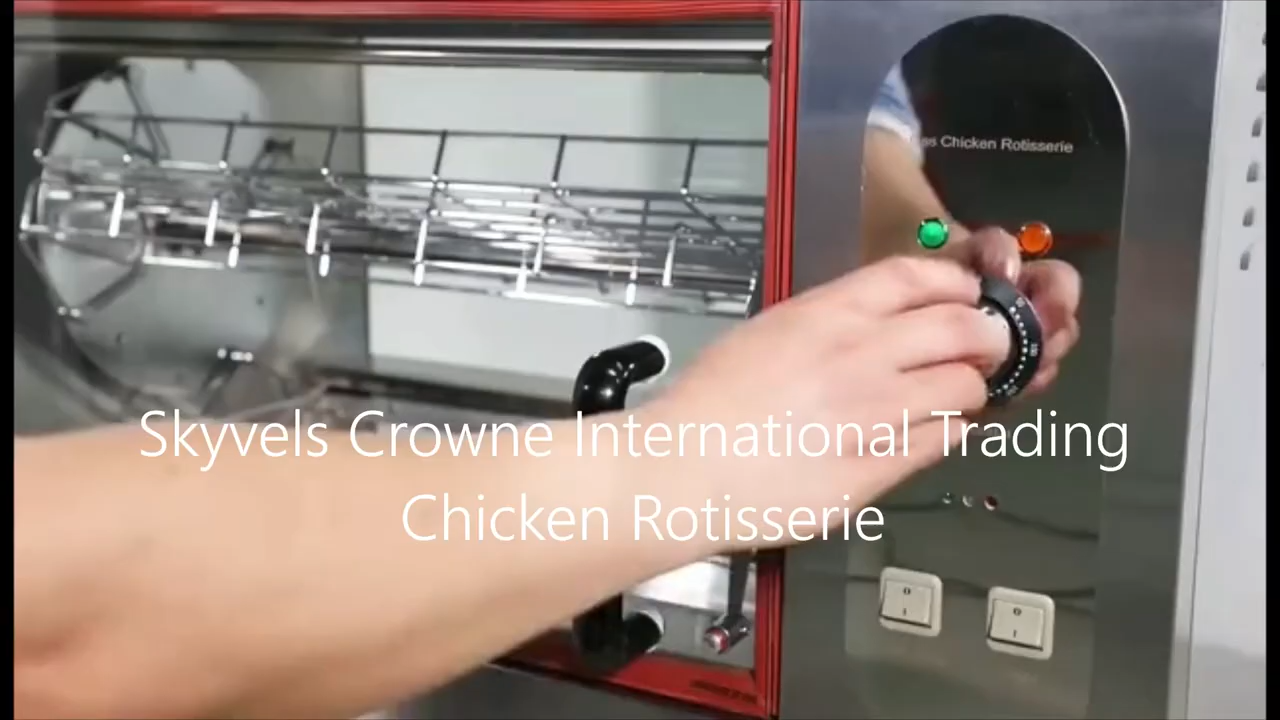 Chicken Rotisserie
Skyvels Crowne International Trading
Chicken Rotisserie